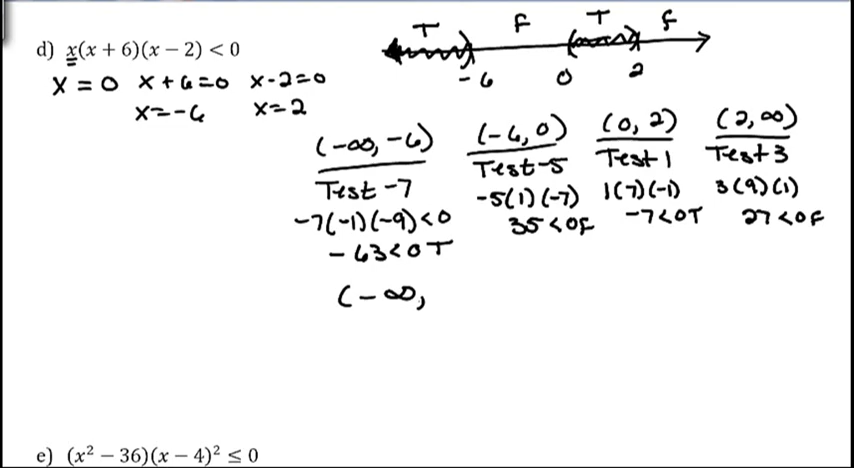 T F T F
d) x(x + 6)(x − 2) < 0
-6 0 2
x = 0 x + 6 = 0 x - 2 = 0
x = -6 x = 2
(-∞, -6) (-6, 0) (0, 2) (2, ∞)
Test -7 Test -5 Test 1 Test 3
-7(-1)(-9) < 0 -5(1)(-7) 1(7)(-1) 3(9)(1)
-63 < 0 T 35 < 0 F -7 < 0 T 27 < 0 F
(-∞,
e) (x² − 36)(x − 4)² ≤ 0